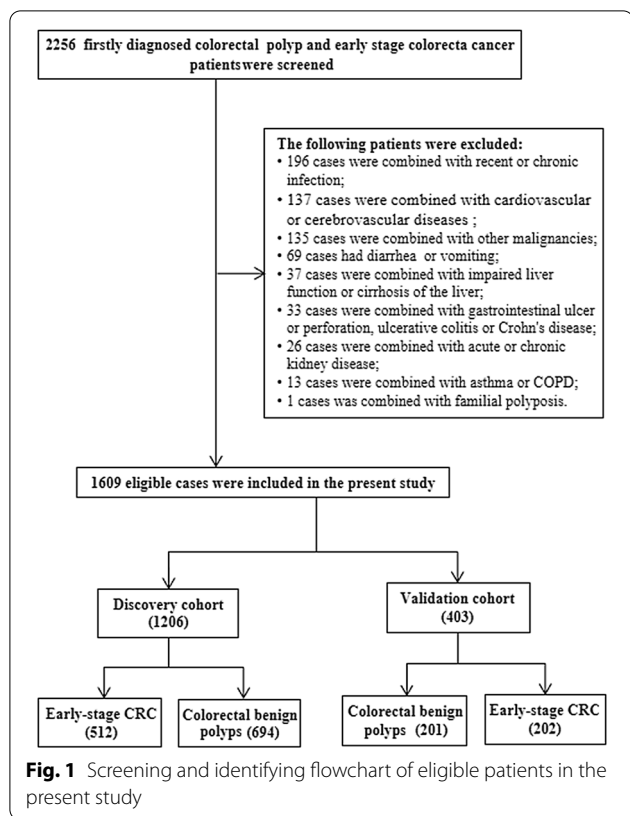 2256 firstly diagnosed colorectal polyp and early stage colorecta cancer
patientswere screened
The following patients were excluded:
• 196 cases were combined with recent or chronic
infection;
• 137 cases were combined with cardiovascular
or cerebrovascular diseases ;
• 135 cases were combined with other malignancies;
• 69 cases had diarrhea or vomiting;
• 37 cases were combined with impaired liver
function or cirrhosis of the liver;
• 33 cases were combined with gastrointestinal ulcer
or perforation, ulcerative colitis or Crohn's disease;
• 26 cases were combined with acute or chronic
kidney disease;
• 13 cases were combined with asthma or COPD;
• 1 cases was combined with familial polyposis.
1609 eligible cases were included in the present study
Discovery cohort
(1206)
Validation cohort
(403)
Early-stage CRC
(512)
Colorectal benign
polyps (694)
Colorectal benign
polyps (201)
Early-stage CRC
(202)
Fig. 1 Screening and identifying flowchart of eligible patients in the
present study